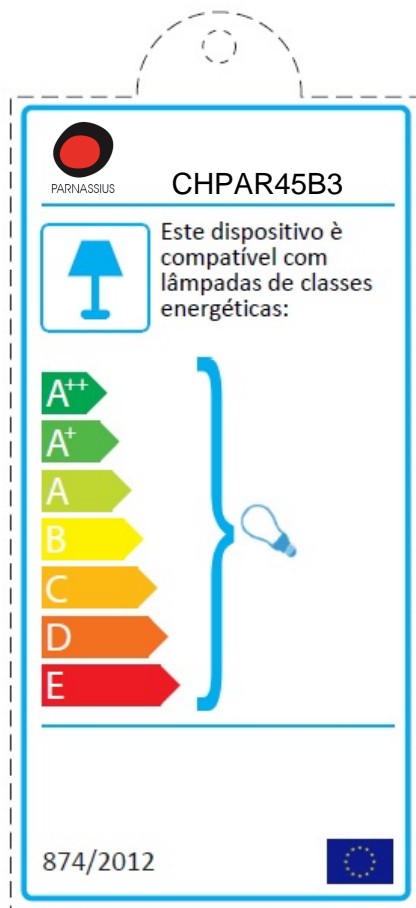 PARNASSIUS
CHPAR45B3
Este dispositivo è
compatível com
lâmpadas de classes
energéticas:
A++
A+
A
B
C
D
E
874/2012